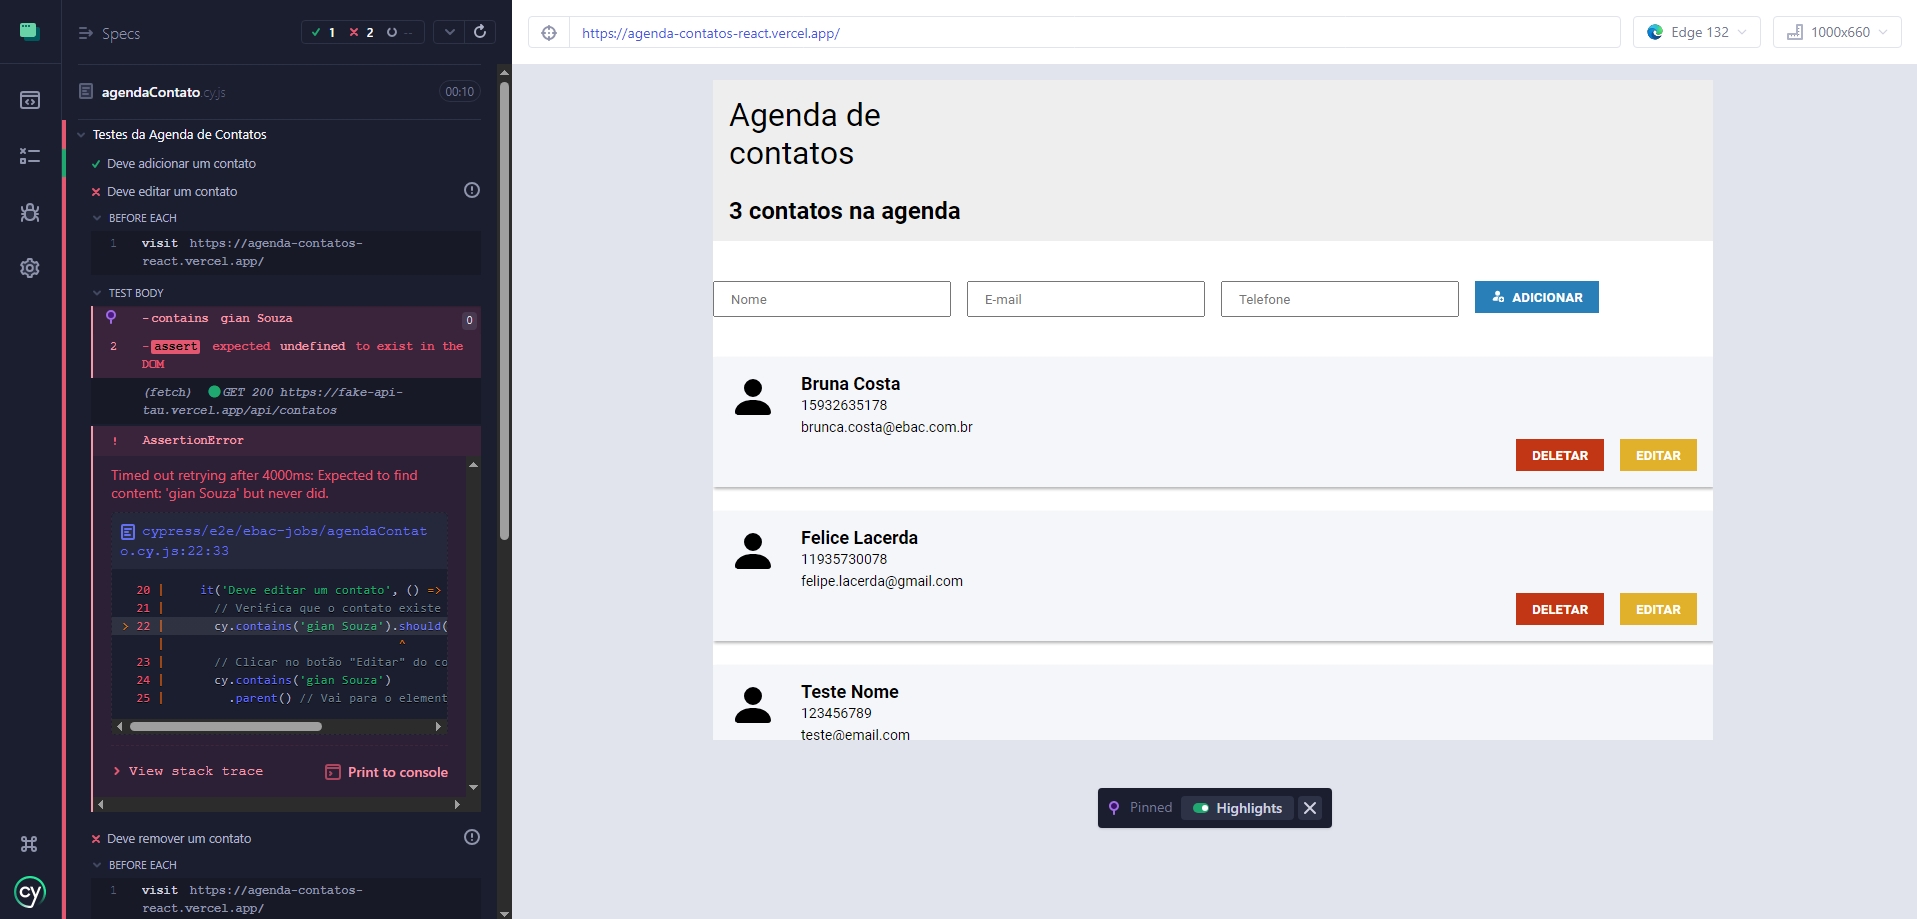 Specs
1
2
--
agendaContato.cy.js
00:10
Testes da Agenda de Contatos
Deve adicionar um contato
Deve editar um contato
BEFORE EACH
1 visit https://agenda-contatos-
react.vercel.app/
TEST BODY
-contains gian Souza
0
2 -assert expected undefined to exist in the
DOM
(fetch) GET 200 https://fake-api-
tau.vercel.app/api/contatos
! AssertionError
Timed out retrying after 4000ms: Expected to find
content: 'gian Souza' but never did.
cypress/e2e/ebac-jobs/agendaContat
o.cy.js:22:33
20 | it('Deve editar um contato', () =>
21 | // Verifica que o contato existe
> 22 | cy.contains('gian Souza').should(
| ^
23 | // Clicar no botão "Editar" do co
24 | cy.contains('gian Souza')
25 | .parent() // Vai para o element
View stack trace
Print to console
Deve remover um contato
BEFORE EACH
1 visit https://agenda-contatos-
react.vercel.app/
cy
https://agenda-contatos-react.vercel.app/
Edge 132
1000x660
Agenda de
contatos
3 contatos na agenda
Nome
E-mail
Telefone
ADICIONAR
Bruna Costa
15932635178
brunca.costa@ebac.com.br
DELETAR
EDITAR
Felice Lacerda
11935730078
felipe.lacerda@gmail.com
DELETAR
EDITAR
Teste Nome
123456789
teste@email.com
Pinned
Highlights